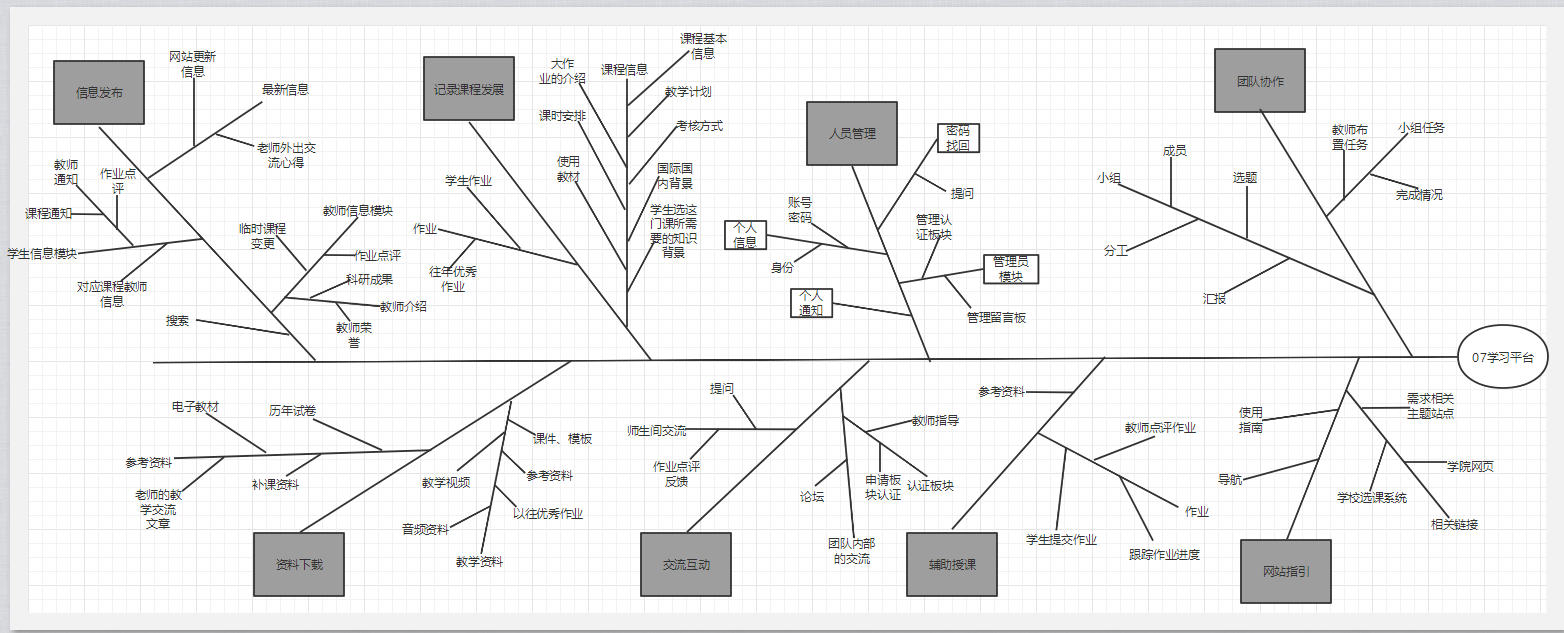 信息发布
网站更新
信息
最新信息
老师外出交
流心得
教师
通知
作业点
评
课程通知
学生信息模块
对应课程教师
信息
临时课程
变更
教师信息模块
作业点评
科研成果
教师介绍
教师荣
誉
搜索
记录课程发展
大作
业的介绍
课时安排
使用
教材
学生作业
作业
往年优秀
作业
课程信息
课程基本
信息
教学计划
考核方式
国际国
内背景
学生选这
门课所需
要的知识
背景
人员管理
密码
找回
提问
账号
密码
个人
信息
身份
个人
通知
管理认
证板块
管理员
模块
管理留言板
团队协作
成员
小组
选题
分工
汇报
教师布
置任务
小组任务
完成情况
07学习平台
电子教材
历年试卷
参考资料
老师的教
学交流
文章
补课资料
资料下载
课件、模板
教学视频
参考资料
以往优秀作业
音频资料
教学资料
提问
师生间交流
作业点评
反馈
交流互动
教师指导
论坛
申请板
块认证
认证板块
团队内部
的交流
参考资料
教师点评作业
作业
学生提交作业
跟踪作业进度
辅助授课
使用
指南
导航
需求相关
主题站点
学院网页
学校选课系统
相关链接
网站指引